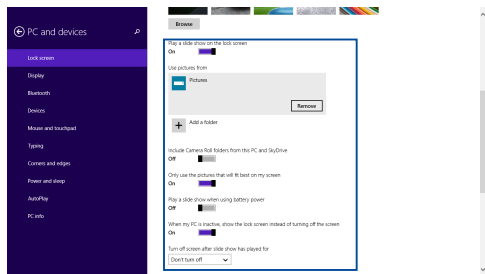 PC and devices
Lock screen
Display
Bluetooth
Devices
Mouse and touchpad
Typing
Corners and edges
Power and sleep
AutoPlay
PC info
Browse
Play a slide show on the lock screen
On
Use pictures from
Pictures
Remove
Add a folder
Include Camera Roll folders from this PC and SkyDrive
Off
Only use the pictures that will fit best on my screen
On
Play a slide show when using battery power
Off
When my PC is inactive, show the lock screen instead of turning off the screen
On
Turn off screen after slide show has played for
Don't turn off